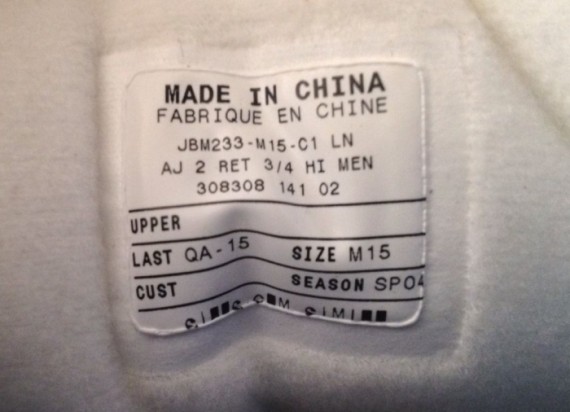 MADE IN CHINA
FABRIQUE EN CHINE
JBM233-M15-C1 LN
AJ 2 RET 3/4 HI MEN
308308 141 02
UPPER
LAST QA-15 SIZE M15
CUST SEASON SP04